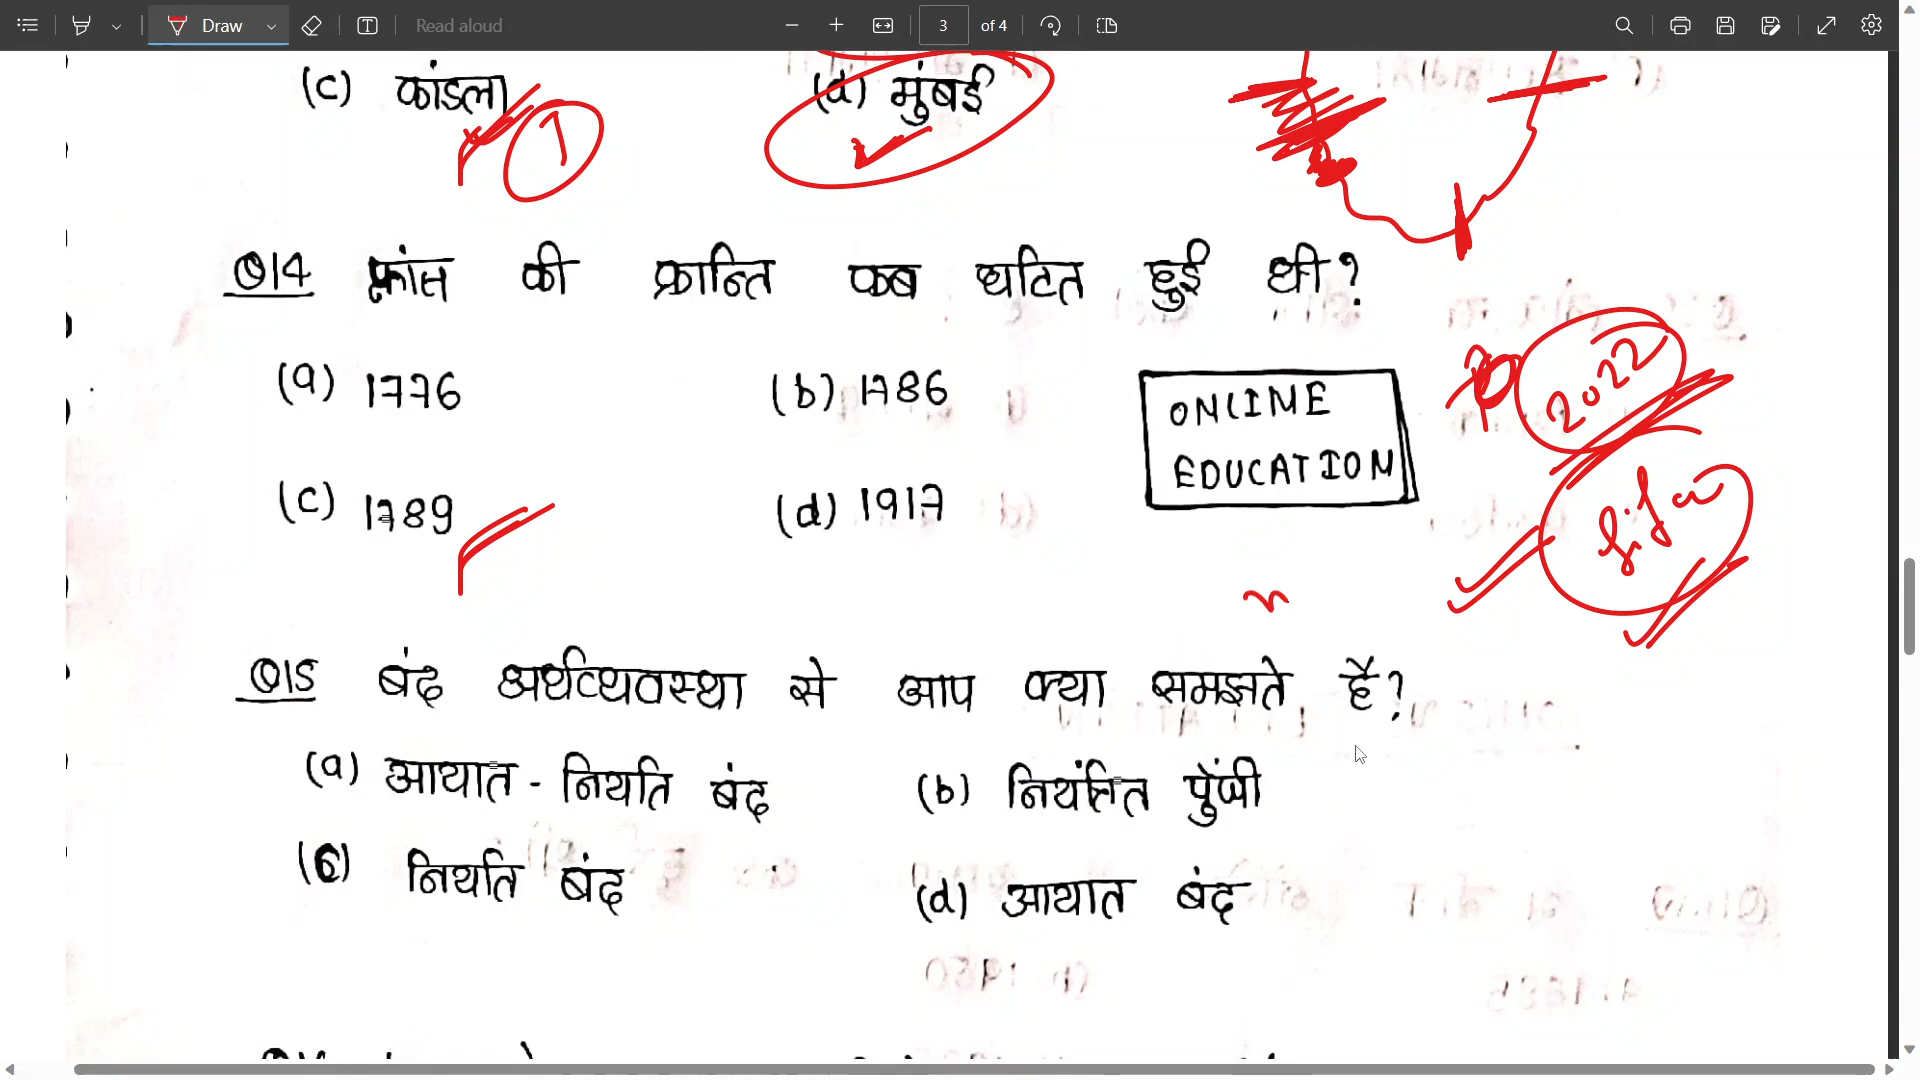 Draw
Read aloud
3 of 4
(c) कांडला
1
(d) मुंबई
Q14 फ्रांस की क्रान्ति कब घटित हुई थी?
(a) 1776
(b) 1786
ONLINE
EDUCATION
2022
(c) 1789
(d) 1917
Q15 बंद अर्थव्यवस्था से आप क्या समझते है?
(a) आयात - निर्यात बंद
(b) नियंत्रित पूँजी
(c) निर्यात बंद
(d) आयात बंद